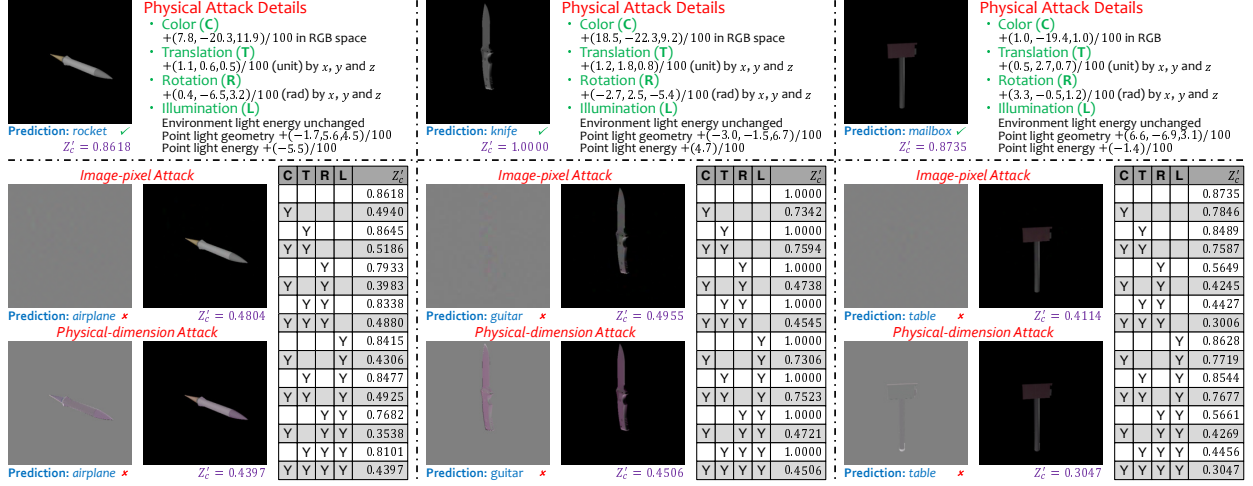 Physical Attack Details
• Color (C)
+(7.8, −20.3,11.9)/100 in RGB space
• Translation (T)
+(1.1, 0.6,0.5)/100 (unit) by x, y and z
• Rotation (R)
+(0.4, −6.5,3.2)/100 (rad) by x, y and z
• Illumination (L)
Environment light energy unchanged
Point light geometry +(−1.7,5.6,4.5)/100
Point light energy +(−5.5)/100
Prediction: rocket ✓
Z′c = 0.8618
Image-pixel Attack
Prediction: airplane ✘
Z′c = 0.4804
Physical-dimension Attack
Prediction: airplane ✘
Z′c = 0.4397
C T R L Z′c
0.8618
Y 0.4940
Y 0.8645
Y Y 0.5186
Y 0.7933
Y Y 0.3983
Y Y 0.8338
Y Y Y 0.4880
Y 0.8415
Y Y 0.4306
Y Y 0.8477
Y Y Y 0.4925
Y Y 0.7682
Y Y Y 0.3538
Y Y Y 0.8101
Y Y Y Y 0.4397
Physical Attack Details
• Color (C)
+(18.5, −22.3,9.2)/100 in RGB space
• Translation (T)
+(1.2, 1.8,0.8)/100 (unit) by x, y and z
• Rotation (R)
+(−2.7, 2.5, −5.4)/100 (rad) by x, y and z
• Illumination (L)
Environment light energy unchanged
Point light geometry +(−3.0, −1.5,6.7)/100
Point light energy +(4.7)/100
Prediction: knife ✓
Z′c = 1.0000
Image-pixel Attack
Prediction: guitar ✘
Z′c = 0.4955
Physical-dimension Attack
Prediction: guitar ✘
Z′c = 0.4506
C T R L Z′c
1.0000
Y 0.7342
Y 1.0000
Y Y 0.7594
Y 1.0000
Y Y 0.4738
Y Y 1.0000
Y Y Y 0.4545
Y 1.0000
Y Y 0.7306
Y Y 1.0000
Y Y Y 0.7523
Y Y 1.0000
Y Y Y 0.4721
Y Y Y 1.0000
Y Y Y Y 0.4506
Physical Attack Details
• Color (C)
+(1.0, −19.4,1.0)/100 in RGB
• Translation (T)
+(0.5, 2.7,0.7)/100 (unit) by x, y and z
• Rotation (R)
+(3.3, −0.5,1.2)/100 (rad) by x, y and z
• Illumination (L)
Environment light energy unchanged
Point light geometry +(6.6, −6.9,3.1)/100
Point light energy +(−1.4)/100
Prediction: mailbox ✓
Z′c = 0.8735
Image-pixel Attack
Prediction: table ✘
Z′c = 0.4114
Physical-dimension Attack
Prediction: table ✘
Z′c = 0.3047
C T R L Z′c
0.8735
Y 0.7846
Y 0.8489
Y Y 0.7587
Y 0.5649
Y Y 0.4245
Y Y 0.4427
Y Y Y 0.3006
Y 0.8628
Y Y 0.7719
Y Y 0.8544
Y Y Y 0.7677
Y Y 0.5661
Y Y Y 0.4269
Y Y Y 0.4456
Y Y Y Y 0.3047